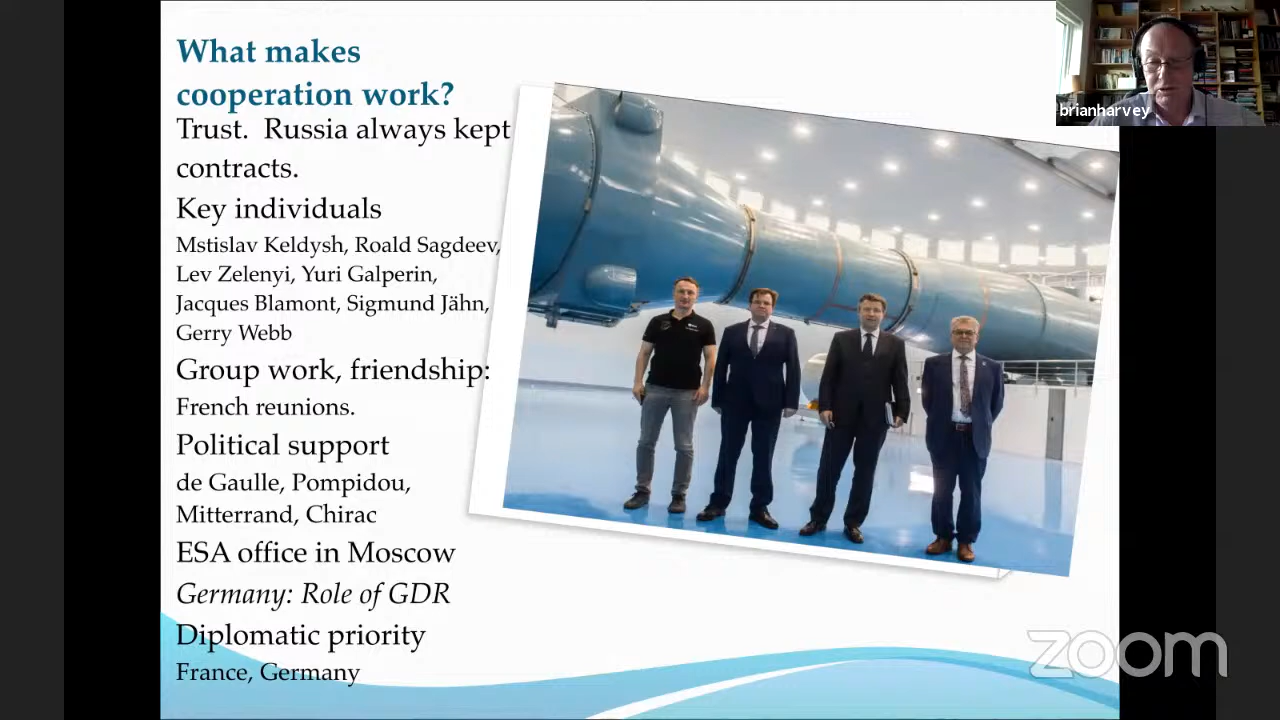 What makes
cooperation work?
Trust. Russia always kept
contracts.
Key individuals
Mstislav Keldysh, Roald Sagdeev,
Lev Zelenyi, Yuri Galperin,
Jacques Blamont, Sigmund Jähn,
Gerry Webb
Group work, friendship:
French reunions.
Political support
de Gaulle, Pompidou,
Mitterrand, Chirac
ESA office in Moscow
Germany: Role of GDR
Diplomatic priority
France, Germany
brianharvey
zoom